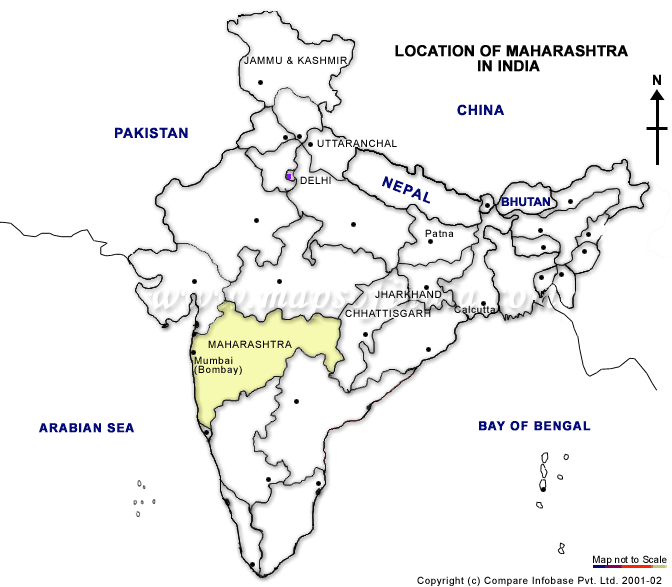 LOCATION OF MAHARASHTRA
IN INDIA
JAMMU & KASHMIR
N
CHINA
PAKISTAN
UTTARANCHAL
DELHI
NEPAL
BHUTAN
Patna
JHARKHAND
CHHATTISGARH
Calcutta
MAHARASHTRA
Mumbai
(Bombay)
ARABIAN SEA
BAY OF BENGAL
Map not to Scale
Copyright (c) Compare Infobase Pvt. Ltd. 2001-02